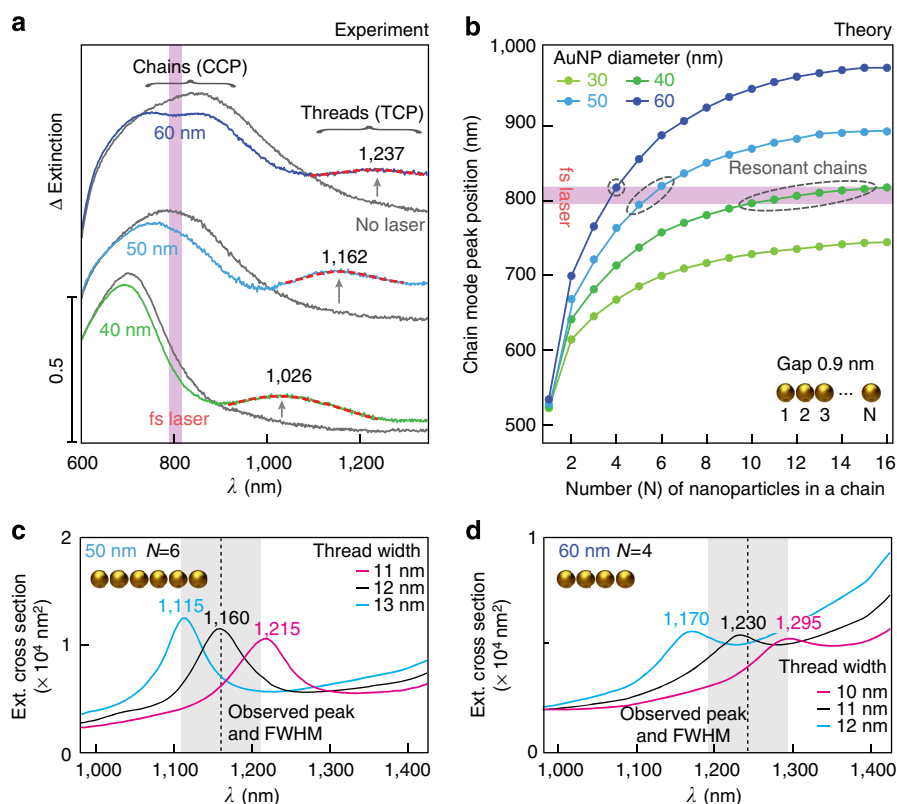 a
Experiment
Chains (CCP)
Threads (TCP)
60 nm
1,237
No laser
50 nm
1,162
40 nm
1,026
fs laser
Δ Extinction
0.5
600
800
1,000
1,200
λ (nm)
b
Theory
1,000
900
800
700
600
500
Chain mode peak position (nm)
AuNP diameter (nm)
30 40
50 60
Resonant chains
fs laser
Gap 0.9 nm
1 2 3 ··· N
2 4 6 8 10 12 14 16
Number (N) of nanoparticles in a chain
c
50 nm N=6
Thread width
11 nm
12 nm
13 nm
1,115
1,160
1,215
Observed peak
and FWHM
2
1
0
Ext. cross section
(× 10⁴ nm²)
1,000 1,100 1,200 1,300 1,400
λ (nm)
d
60 nm N=4
1,170
1,230
1,295
Thread width
10 nm
11 nm
12 nm
Observed peak
and FWHM
1
0
Ext. cross section
(× 10⁴ nm²)
1,000 1,100 1,200 1,300 1,400
λ (nm)